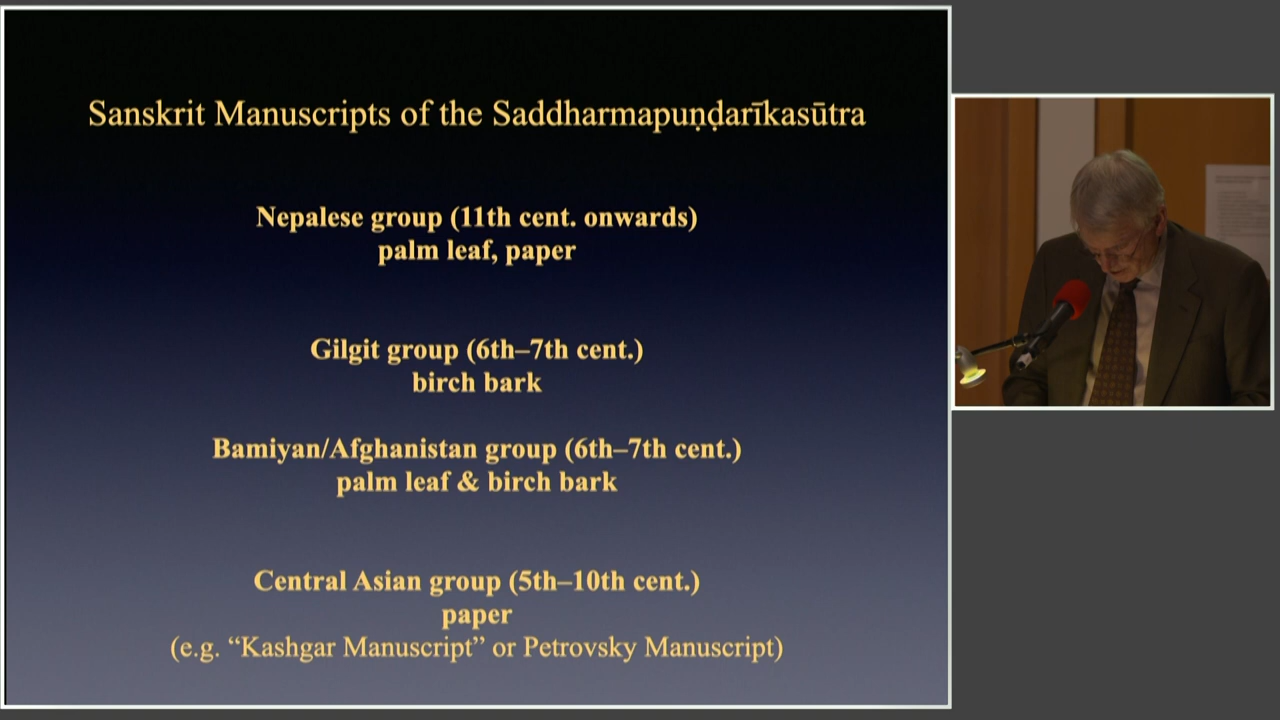 Sanskrit Manuscripts of the Saddharmapuṇḍarīkasūtra
Nepalese group (11th cent. onwards)
palm leaf, paper
Gilgit group (6th–7th cent.)
birch bark
Bamiyan/Afghanistan group (6th–7th cent.)
palm leaf & birch bark
Central Asian group (5th–10th cent.)
paper
(e.g. “Kashgar Manuscript” or Petrovsky Manuscript)